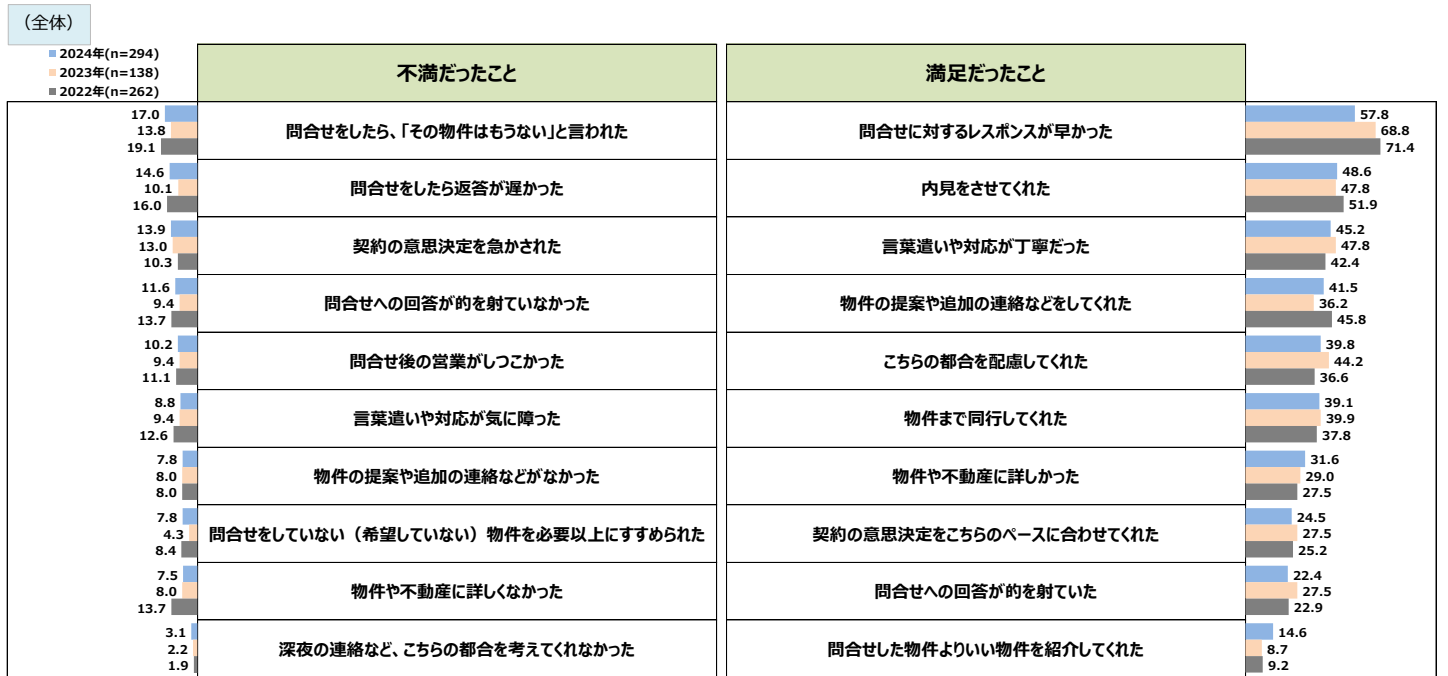 (全体)
2024年(n=294)
2023年(n=138)
2022年(n=262)
不満だったこと
満足だったこと
17.0
13.8
19.1
問合せをしたら、「その物件はもうない」と言われた
問合せに対するレスポンスが早かった
57.8
68.8
71.4
14.6
10.1
16.0
問合せをしたら返答が遅かった
内見をさせてくれた
48.6
47.8
51.9
13.9
13.0
10.3
契約の意思決定を急かされた
言葉遣いや対応が丁寧だった
45.2
47.8
42.4
11.6
9.4
13.7
問合せへの回答が的を射ていなかった
物件の提案や追加の連絡などをしてくれた
41.5
36.2
45.8
10.2
9.4
11.1
問合せ後の営業がしつこかった
こちらの都合を配慮してくれた
39.8
44.2
36.6
8.8
9.4
12.6
言葉遣いや対応が気に障った
物件まで同行してくれた
39.1
39.9
37.8
7.8
8.0
8.0
物件の提案や追加の連絡などがなかった
物件や不動産に詳しかった
31.6
29.0
27.5
7.8
4.3
8.4
問合せをしていない(希望していない)物件を必要以上にすすめられた
契約の意思決定をこちらのペースに合わせてくれた
24.5
27.5
25.2
7.5
8.0
13.7
物件や不動産に詳しくなかった
問合せへの回答が的を射ていた
22.4
27.5
22.9
3.1
2.2
1.9
深夜の連絡など、こちらの都合を考えてくれなかった
問合せした物件よりいい物件を紹介してくれた
14.6
8.7
9.2